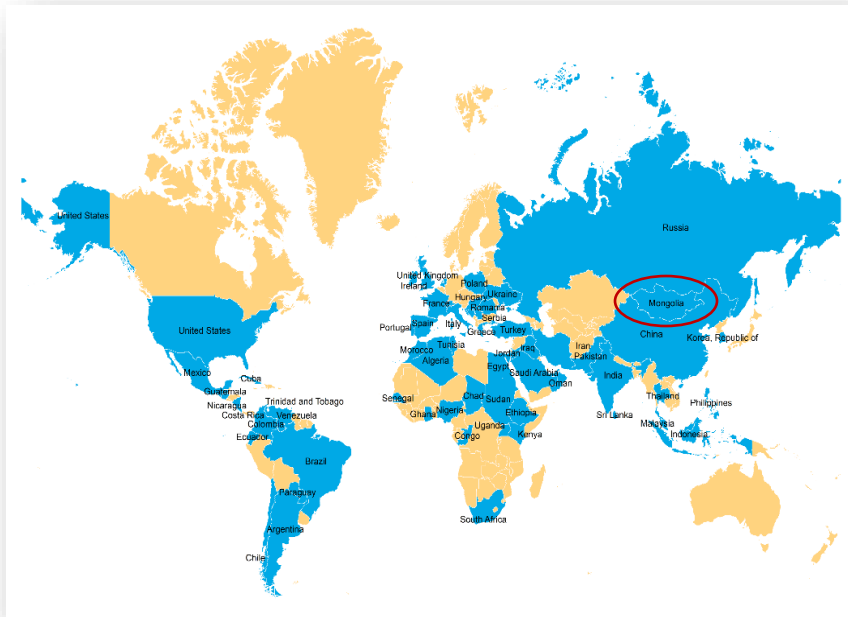 United States
Russia
United Kingdom
Ireland
Poland
Ukraine
Hungary
France
Romania
Mongolia
Serbia
Italy
Portugal
Spain
Greece
Turkey
United States
China
Korea, Republic of
Tunisia
Morocco
Iraq
Iran
Jordan
Algeria
Pakistan
Egypt
Mexico
Saudi Arabia
India
Cuba
Oman
Guatemala
Senegal
Chad
Sudan
Thailand
Trinidad and Tobago
Philippines
Nicaragua
Nigeria
Ghana
Ethiopia
Sri Lanka
Costa Rica
Venezuela
Colombia
Uganda
Malaysia
Ecuador
Congo
Kenya
Indonesia
Brazil
Paraguay
South Africa
Argentina
Chile